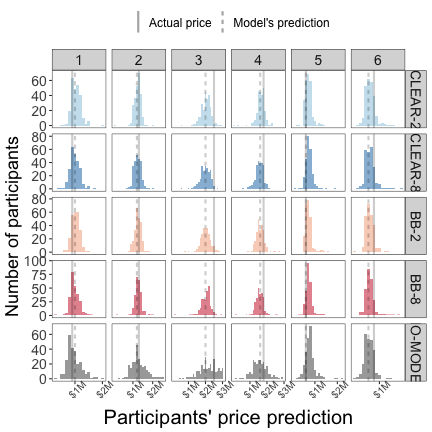 Actual price Model's prediction
1 2 3 4 5 6
Number of participants
60
40
20
0
CLEAR-2
80
60
40
20
0
CLEAR-8
80
60
40
20
0
BB-2
100
75
50
25
0
BB-8
60
40
20
0
O-MODE
$1M $2M $1M $2M $1M $2M $3M $1M $2M $3M $1M $2M $1M
Participants' price prediction